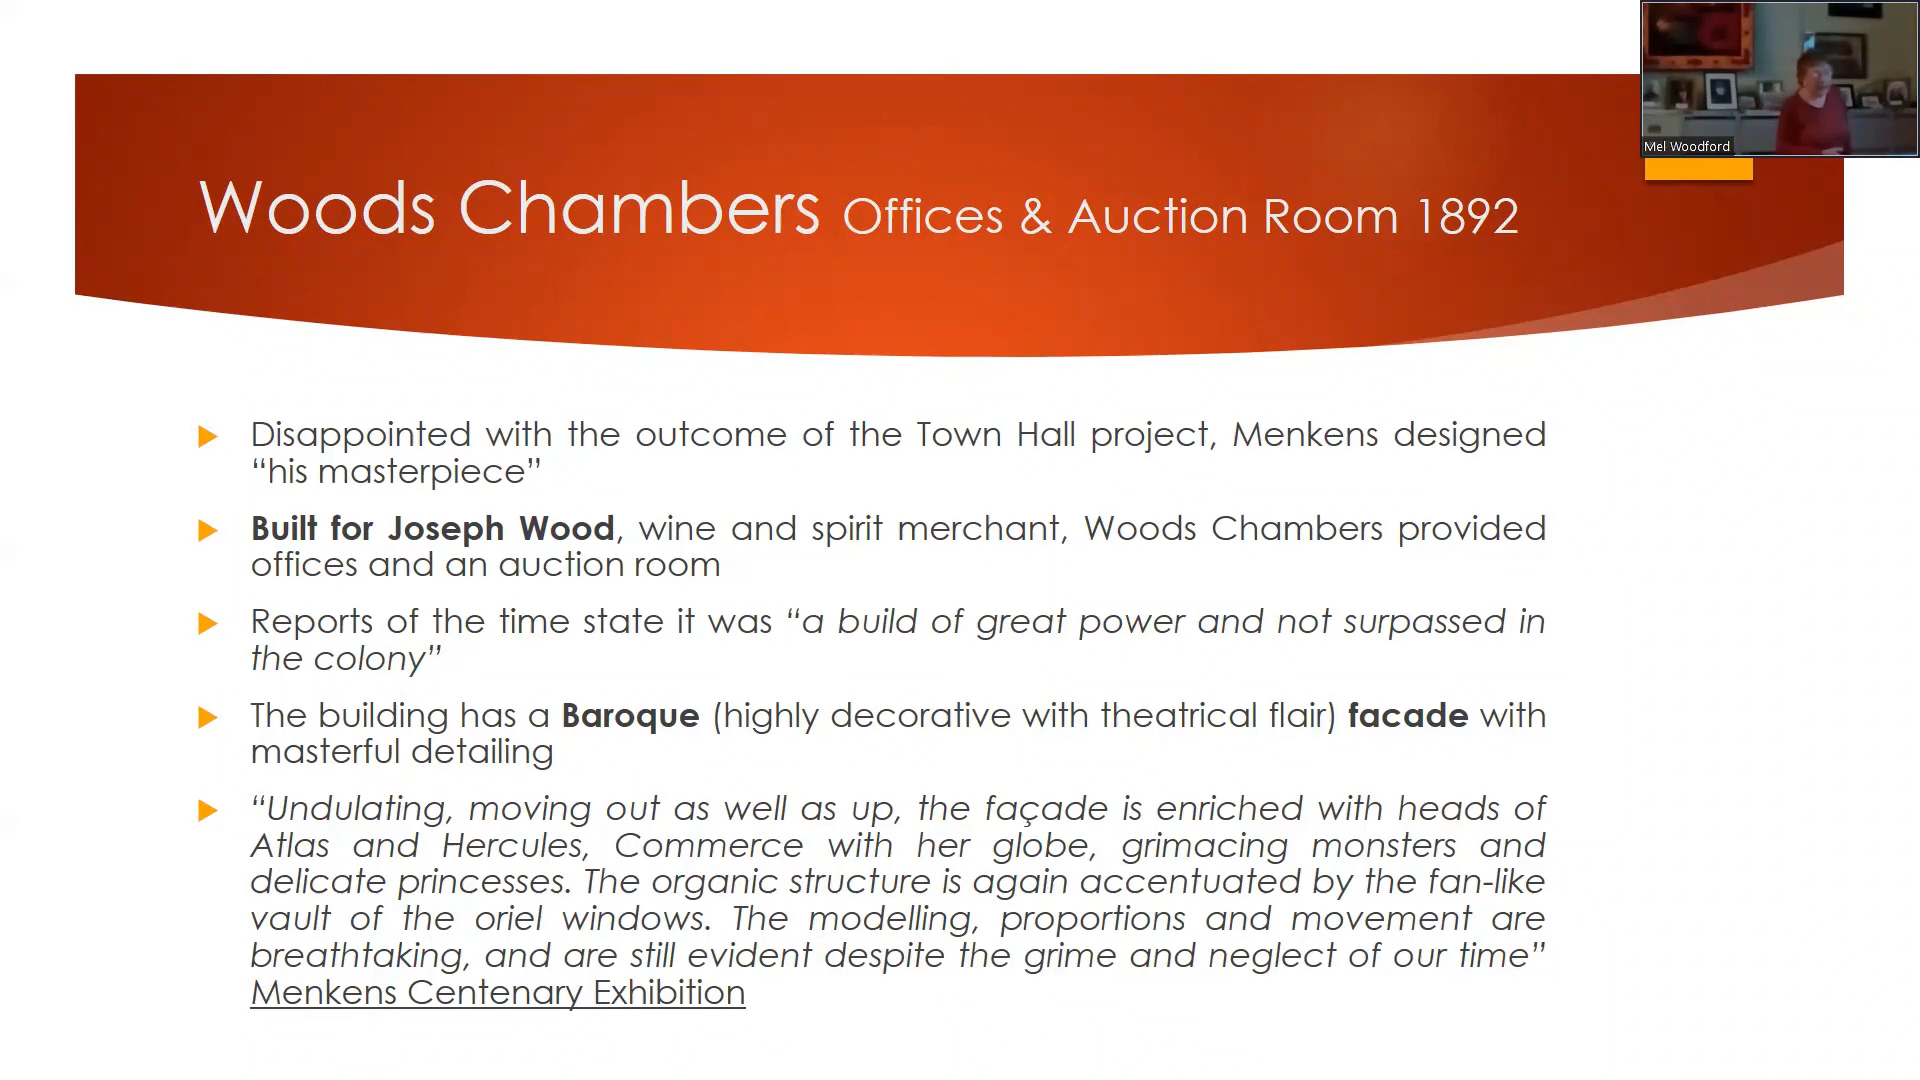 Mel Woodford
Woods Chambers Offices & Auction Room 1892
Disappointed with the outcome of the Town Hall project, Menkens designed
“his masterpiece”
Built for Joseph Wood, wine and spirit merchant, Woods Chambers provided
offices and an auction room
Reports of the time state it was “a build of great power and not surpassed in
the colony”
The building has a Baroque (highly decorative with theatrical flair) facade with
masterful detailing
“Undulating, moving out as well as up, the façade is enriched with heads of
Atlas and Hercules, Commerce with her globe, grimacing monsters and
delicate princesses. The organic structure is again accentuated by the fan-like
vault of the oriel windows. The modelling, proportions and movement are
breathtaking, and are still evident despite the grime and neglect of our time”
Menkens Centenary Exhibition